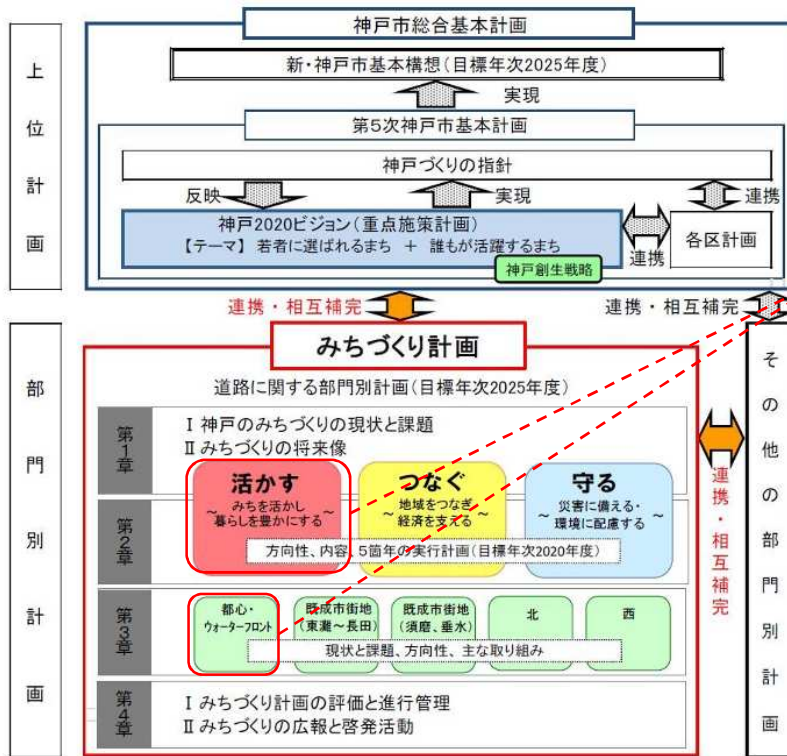 神戸市総合基本計画
上位計画
新・神戸市基本構想(目標年次2025年度)
実現
第5次神戸市基本計画
神戸づくりの指針
反映
実現
連携
神戸2020ビジョン(重点施策計画)
【テーマ】 若者に選ばれるまち + 誰もが活躍するまち
神戸創生戦略
連携
各区計画
連携・相互補完
連携・相互補完
部門別計画
みちづくり計画
道路に関する部門別計画(目標年次2025年度)
第1章
Ⅰ 神戸のみちづくりの現状と課題
Ⅱ みちづくりの将来像
第2章
活かす
~ みちを活かし
暮らしを豊かにする ~
つなぐ
~ 地域をつなぎ
経済を支える ~
守る
~ 災害に備える・
環境に配慮する ~
方向性、内容、5箇年の実行計画(目標年次2020年度)
第3章
都心・
ウォーターフロント
既成市街地
(東灘~長田)
既成市街地
(須磨、垂水)
北
西
現状と課題、方向性、主な取り組み
第4章
Ⅰ みちづくり計画の評価と進行管理
Ⅱ みちづくりの広報と啓発活動
連携・相互補完
その他の部門別計画